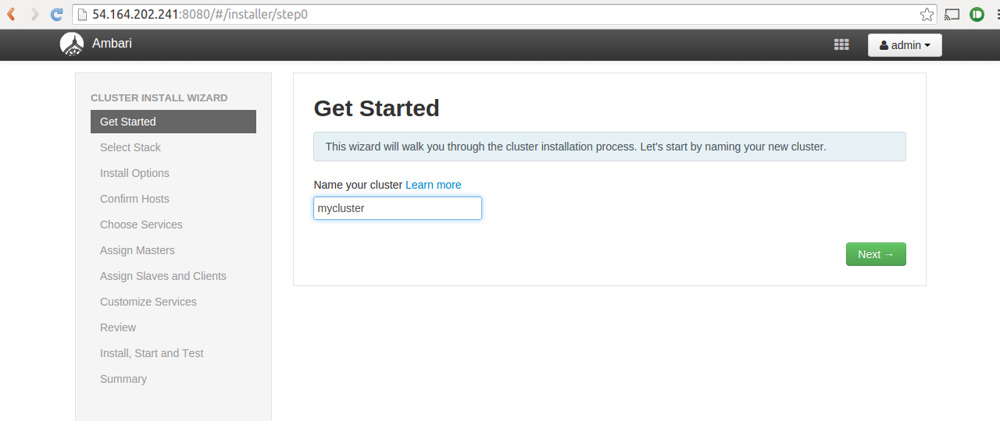 54.164.202.241:8080/#/installer/step0
Ambari
admin
CLUSTER INSTALL WIZARD
Get Started
Select Stack
Install Options
Confirm Hosts
Choose Services
Assign Masters
Assign Slaves and Clients
Customize Services
Review
Install, Start and Test
Summary
Get Started
This wizard will walk you through the cluster installation process. Let's start by naming your new cluster.
Name your cluster Learn more
mycluster
Next →